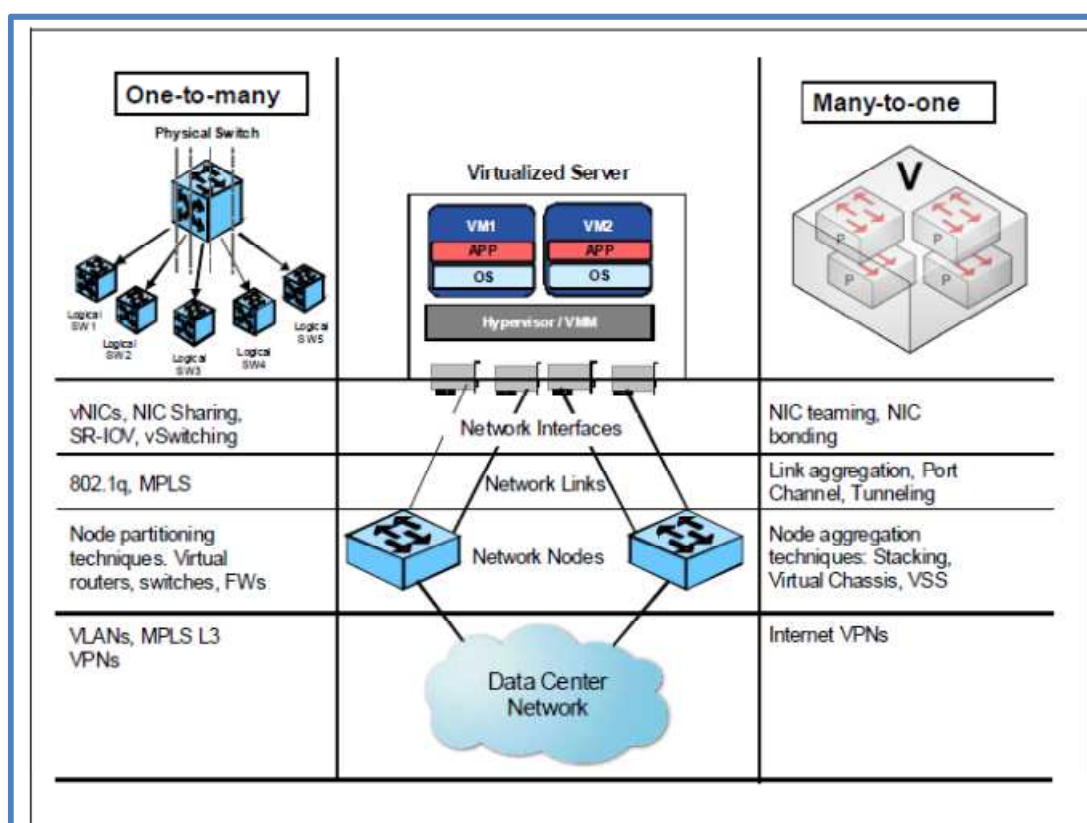 One-to-many
Physical Switch
Logical
SW1
Logical
SW2
Logical
SW3
Logical
SW4
Logical
SW5
Virtualized Server
VM1
APP
OS
VM2
APP
OS
Hypervisor / VMM
Many-to-one
V
P
P
P
P
vNICs, NIC Sharing,
SR-IOV, vSwitching
Network Interfaces
NIC teaming, NIC
bonding
802.1q, MPLS
Network Links
Link aggregation, Port
Channel, Tunneling
Node partitioning
techniques. Virtual
routers, switches, FWs
Network Nodes
Node aggregation
techniques: Stacking,
Virtual Chassis, VSS
VLANs, MPLS L3
VPNs
Data Center
Network
Internet VPNs